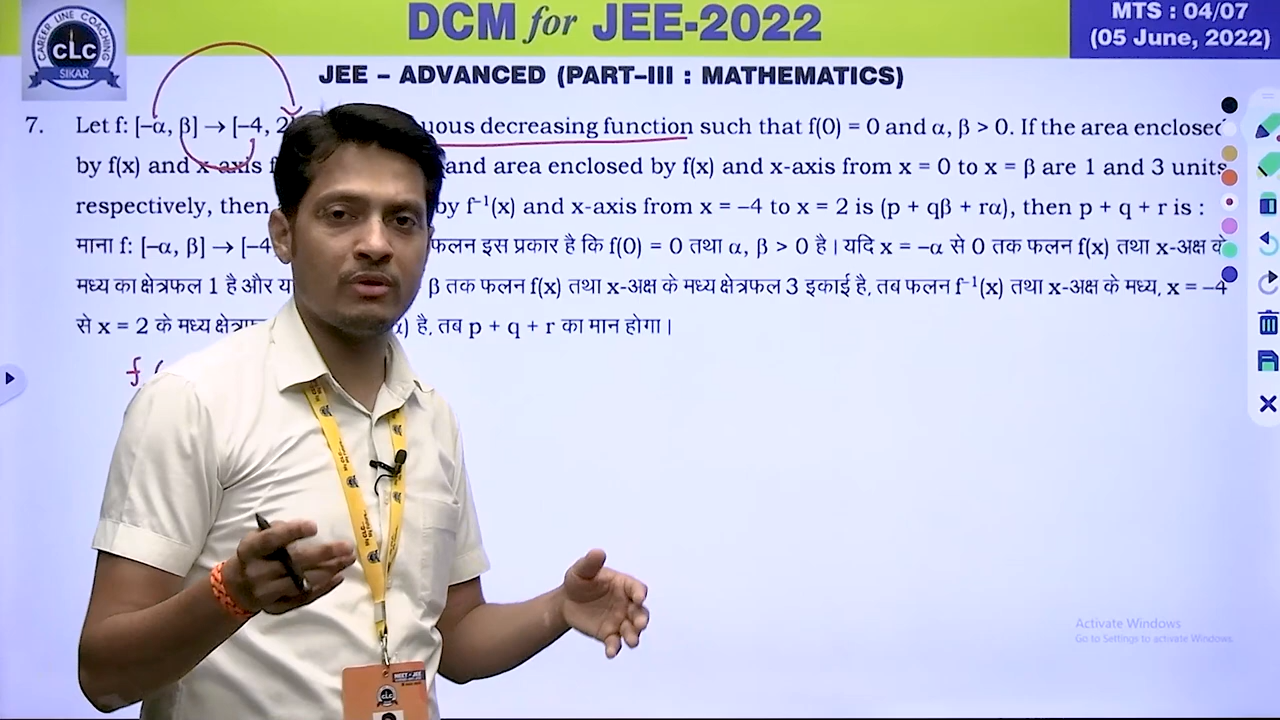 DCM for JEE-2022
MTS : 04/07
(05 June, 2022)
CAREER LINE COACHING
CLC
SIKAR
JEE – ADVANCED (PART–III : MATHEMATICS)
7. Let f: [–α, β] → [–4, 2 uous decreasing function such that f(0) = 0 and α, β > 0. If the area enclosed
by f(x) and x-axis f and area enclosed by f(x) and x-axis from x = 0 to x = β are 1 and 3 units
respectively, then by f⁻¹(x) and x-axis from x = –4 to x = 2 is (p + qβ + rα), then p + q + r is :
माना f: [–α, β] → [–4 फलन इस प्रकार है कि f(0) = 0 तथा α, β > 0 है। यदि x = –α से 0 तक फलन f(x) तथा x-अक्ष के
मध्य का क्षेत्रफल 1 है और य β तक फलन f(x) तथा x-अक्ष के मध्य क्षेत्रफल 3 इकाई है, तब फलन f⁻¹(x) तथा x-अक्ष के मध्य, x = –4
से x = 2 के मध्य α) है, तब p + q + r का मान होगा।
f (
Activate Windows
Go to Settings to activate Windows.
NEET • JEE
CLC